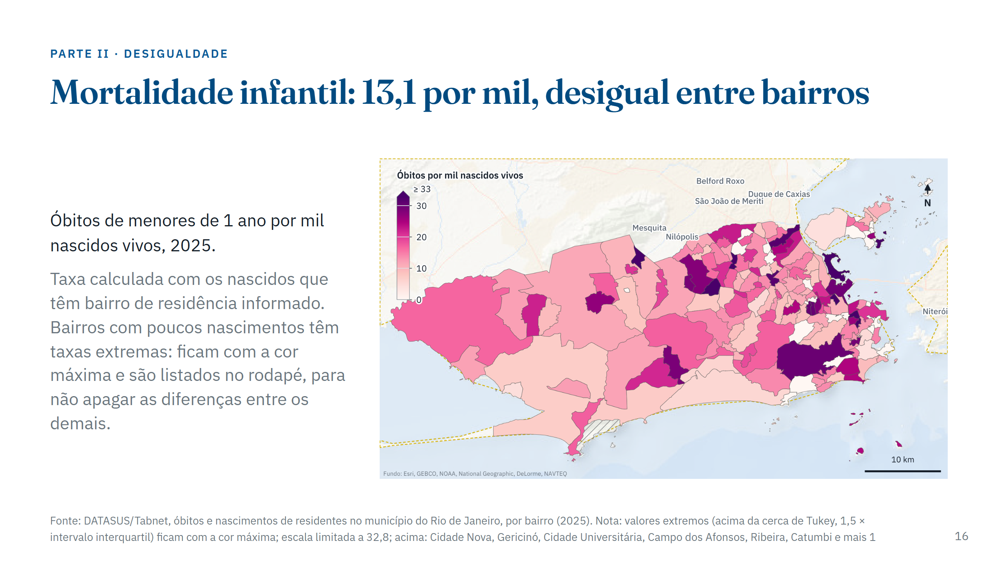 PARTE II · DESIGUALDADE
Mortalidade infantil: 13,1 por mil, desigual entre bairros
Óbitos de menores de 1 ano por mil
nascidos vivos, 2025.
Taxa calculada com os nascidos que
têm bairro de residência informado.
Bairros com poucos nascimentos têm
taxas extremas: ficam com a cor
máxima e são listados no rodapé, para
não apagar as diferenças entre os
demais.
Óbitos por mil nascidos vivos
≥ 33
30
20
10
0
Belford Roxo
Duque de Caxias
São João de Meriti
Mesquita
Nilópolis
N
Niterói
10 km
Fundo: Esri, GEBCO, NOAA, National Geographic, DeLorme, NAVTEQ
Fonte: DATASUS/Tabnet, óbitos e nascimentos de residentes no município do Rio de Janeiro, por bairro (2025). Nota: valores extremos (acima da cerca de Tukey, 1,5 ×
intervalo interquartil) ficam com a cor máxima; escala limitada a 32,8; acima: Cidade Nova, Gericinó, Cidade Universitária, Campo dos Afonsos, Ribeira, Catumbi e mais 1
16